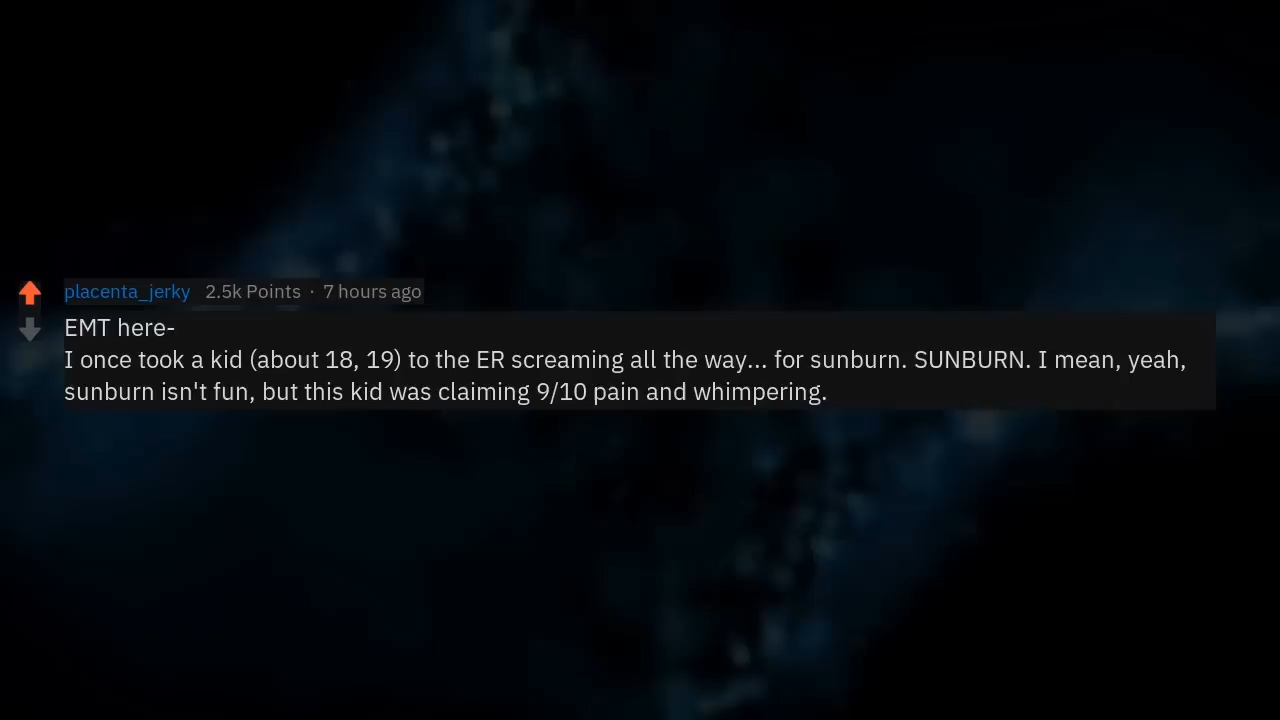 placenta_jerky 2.5k Points · 7 hours ago
EMT here-
I once took a kid (about 18, 19) to the ER screaming all the way... for sunburn. SUNBURN. I mean, yeah,
sunburn isn't fun, but this kid was claiming 9/10 pain and whimpering.